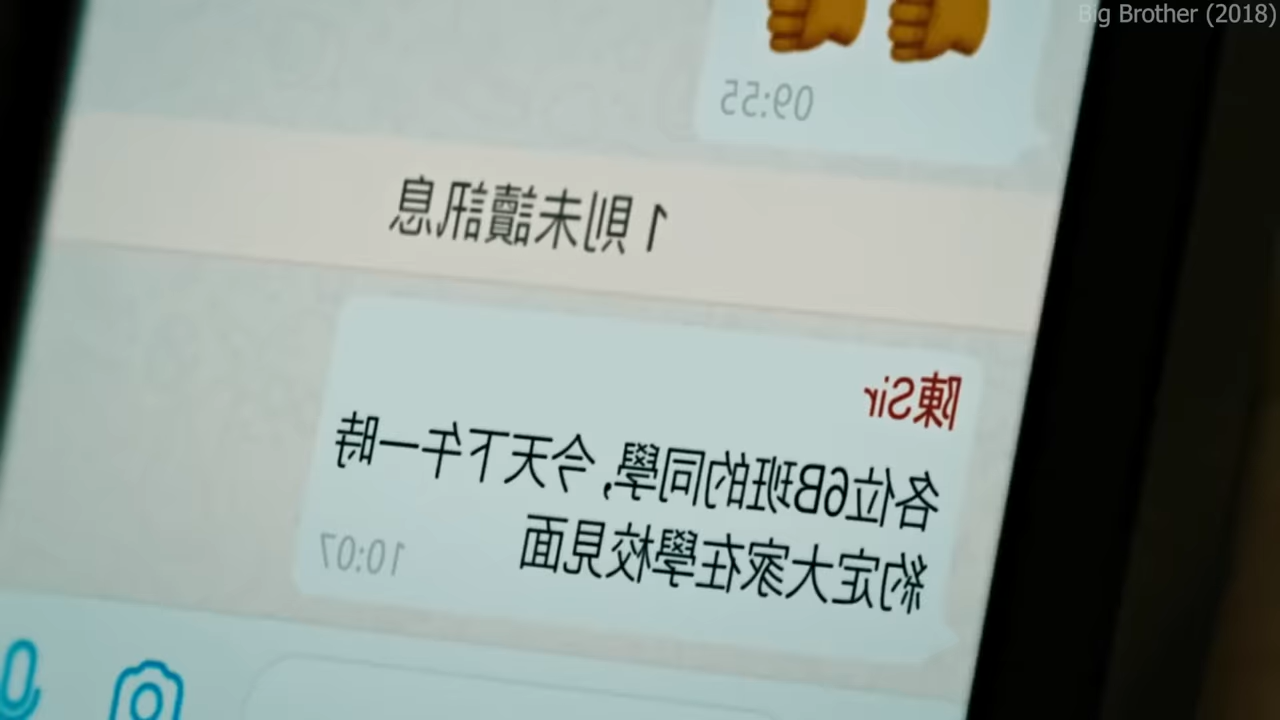 Big Brother (2018)
09:55
1 則未讀訊息
陳Sir
各位6B班的同學, 今天下午一時
約定大家在學校見面
10:07